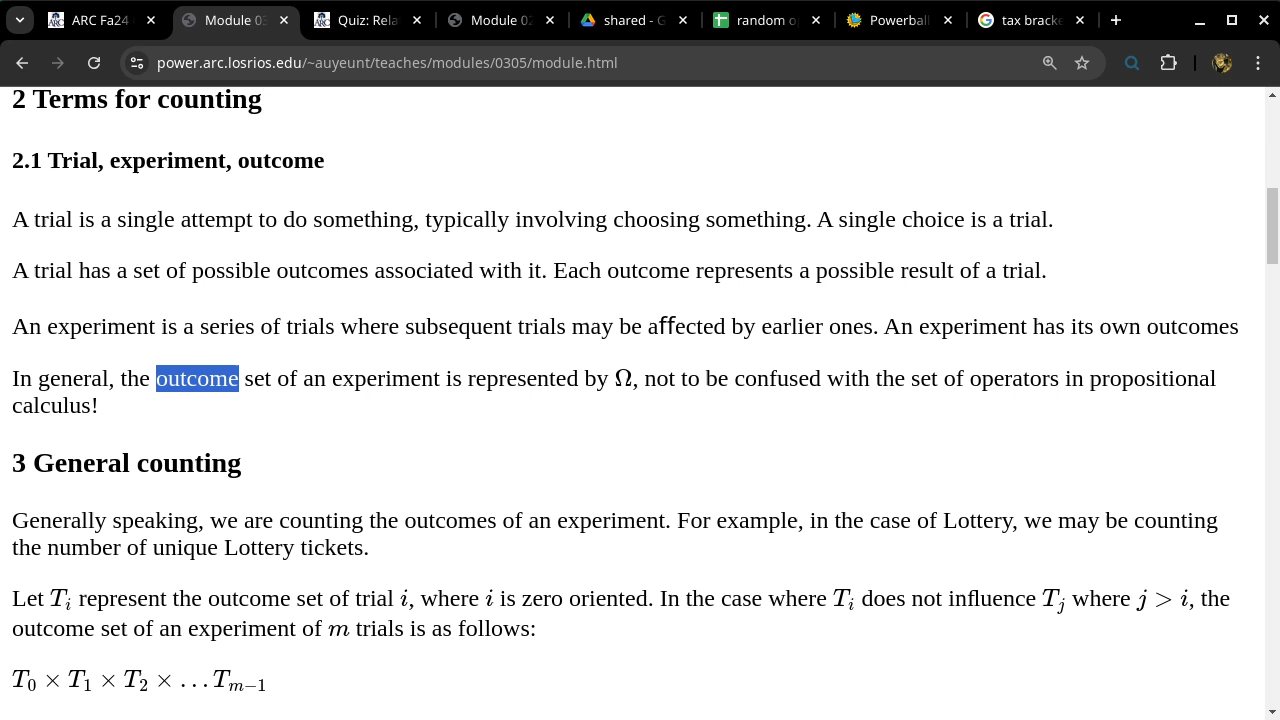 ARC Fa24
Module 03
Quiz: Rela
Module 02
shared - G
random o
Powerball
tax bracke
power.arc.losrios.edu/~auyeunt/teaches/modules/0305/module.html
2 Terms for counting
2.1 Trial, experiment, outcome
A trial is a single attempt to do something, typically involving choosing something. A single choice is a trial.
A trial has a set of possible outcomes associated with it. Each outcome represents a possible result of a trial.
An experiment is a series of trials where subsequent trials may be affected by earlier ones. An experiment has its own outcomes
In general, the outcome set of an experiment is represented by Ω, not to be confused with the set of operators in propositional
calculus!
3 General counting
Generally speaking, we are counting the outcomes of an experiment. For example, in the case of Lottery, we may be counting
the number of unique Lottery tickets.
Let T_i represent the outcome set of trial i, where i is zero oriented. In the case where T_i does not influence T_j where j > i, the
outcome set of an experiment of m trials is as follows:
T_0 × T_1 × T_2 × … T_{m−1}